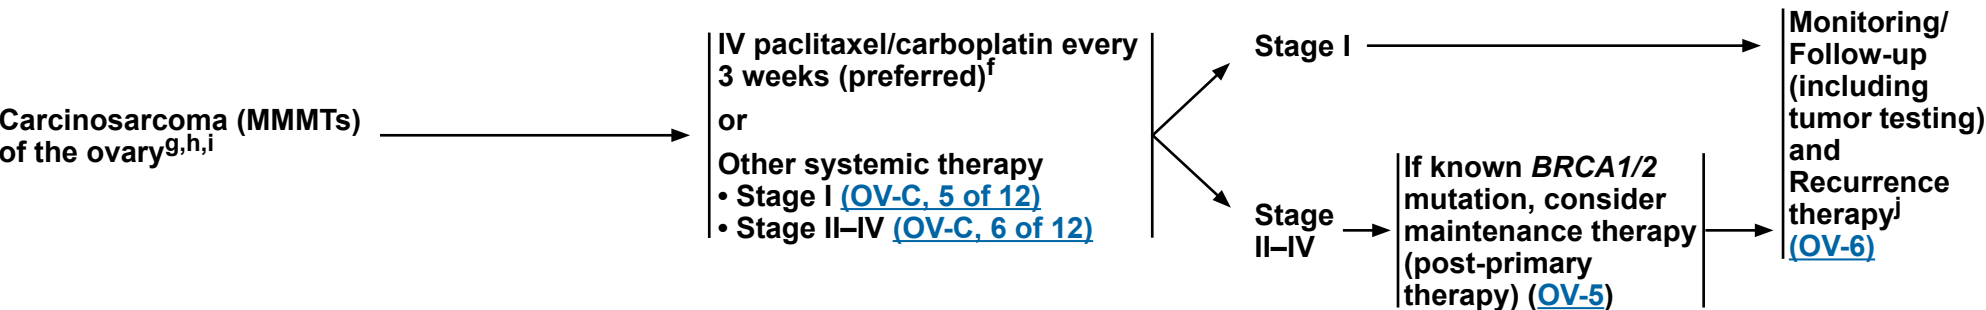 Carcinosarcoma (MMMTs)
of the ovaryg,h,i
IV paclitaxel/carboplatin every
3 weeks (preferred)f
or
Other systemic therapy
• Stage I (OV-C, 5 of 12)
• Stage II–IV (OV-C, 6 of 12)
Stage I
Stage
II–IV
If known BRCA1/2
mutation, consider
maintenance therapy
(post-primary
therapy) (OV-5)
Monitoring/
Follow-up
(including
tumor testing)
and
Recurrence
therapyj
(OV-6)